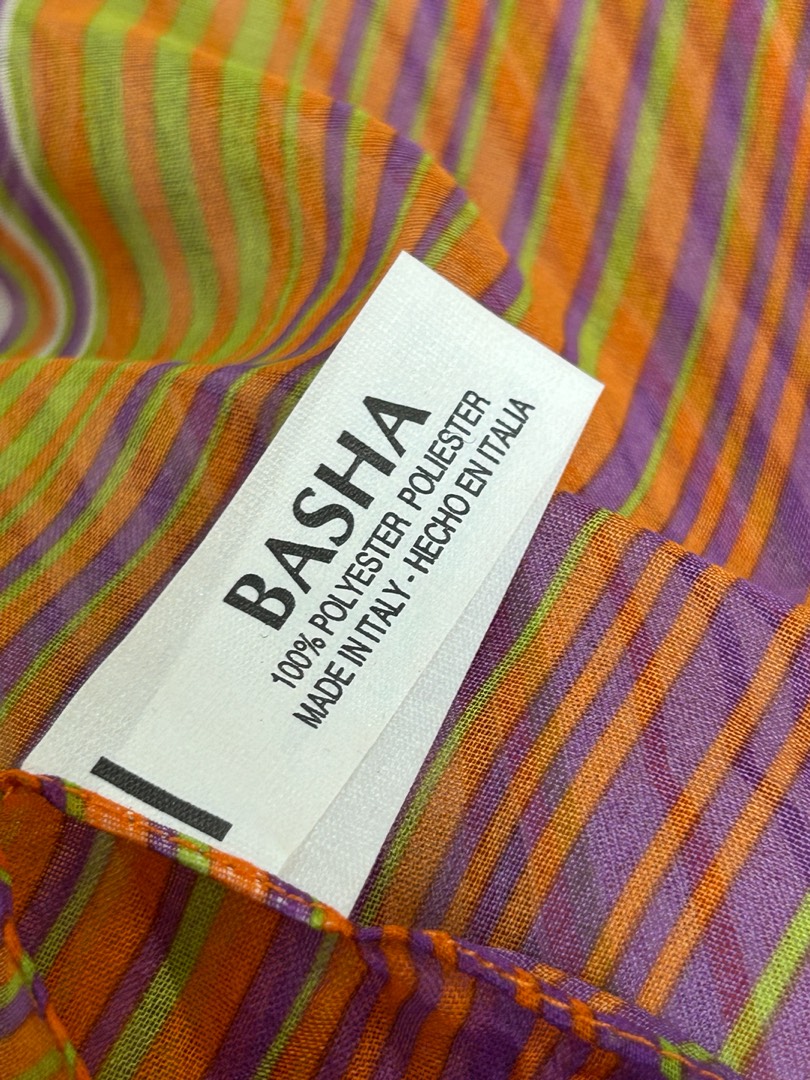 BASHA
100% POLYESTER POLIESTER
MADE IN ITALY - HECHO EN ITALIA